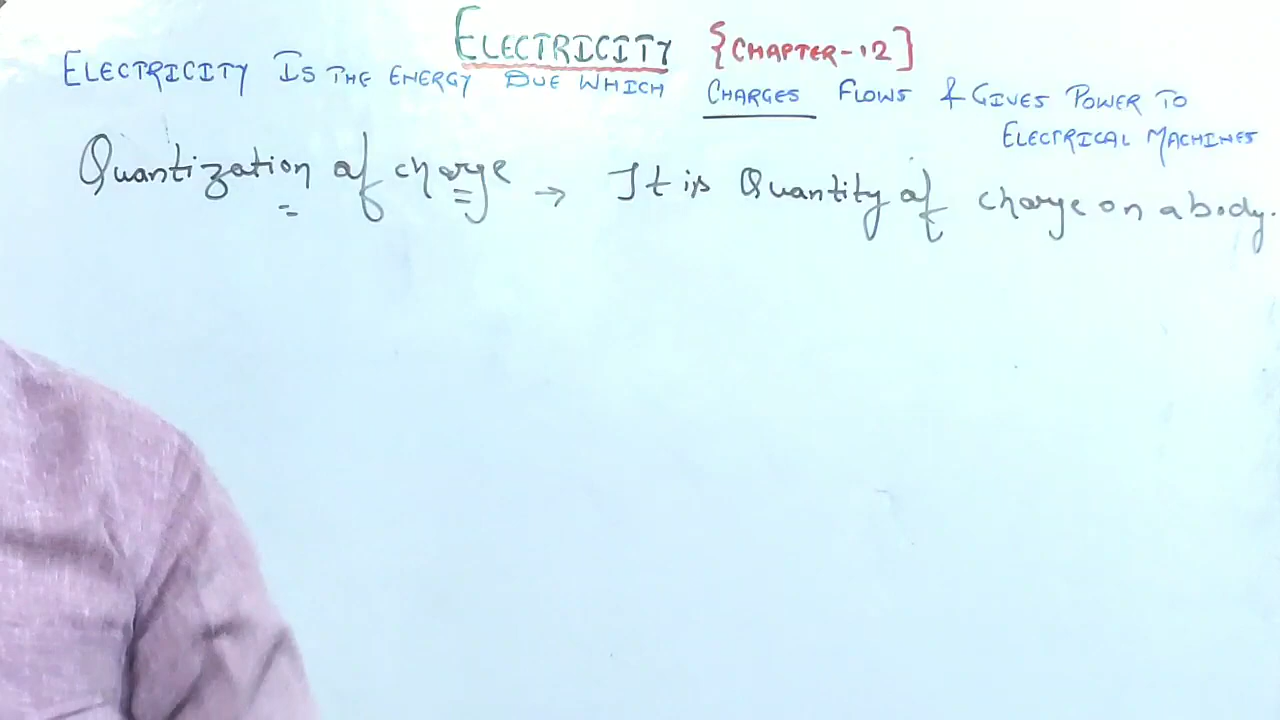 ELECTRICITY {CHAPTER-12]
ELECTRICITY IS THE ENERGY DUE WHICH CHARGES FLOWS & GIVES POWER TO
ELECTRICAL MACHINES
Quantization of charge → It is Quantity of charge on a body.